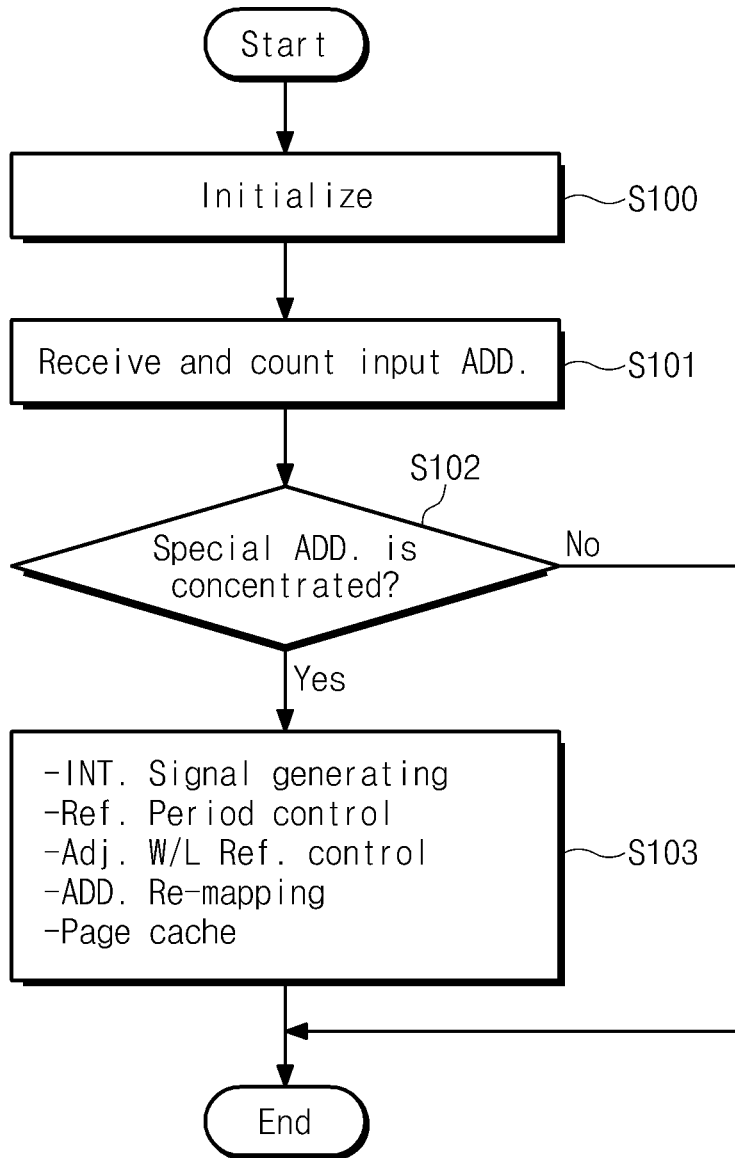 Start
Initialize
S100
Receive and count input ADD.
S101
S102
Special ADD. is
concentrated?
No
Yes
-INT. Signal generating
-Ref. Period control
-Adj. W/L Ref. control
-ADD. Re-mapping
-Page cache
S103
End